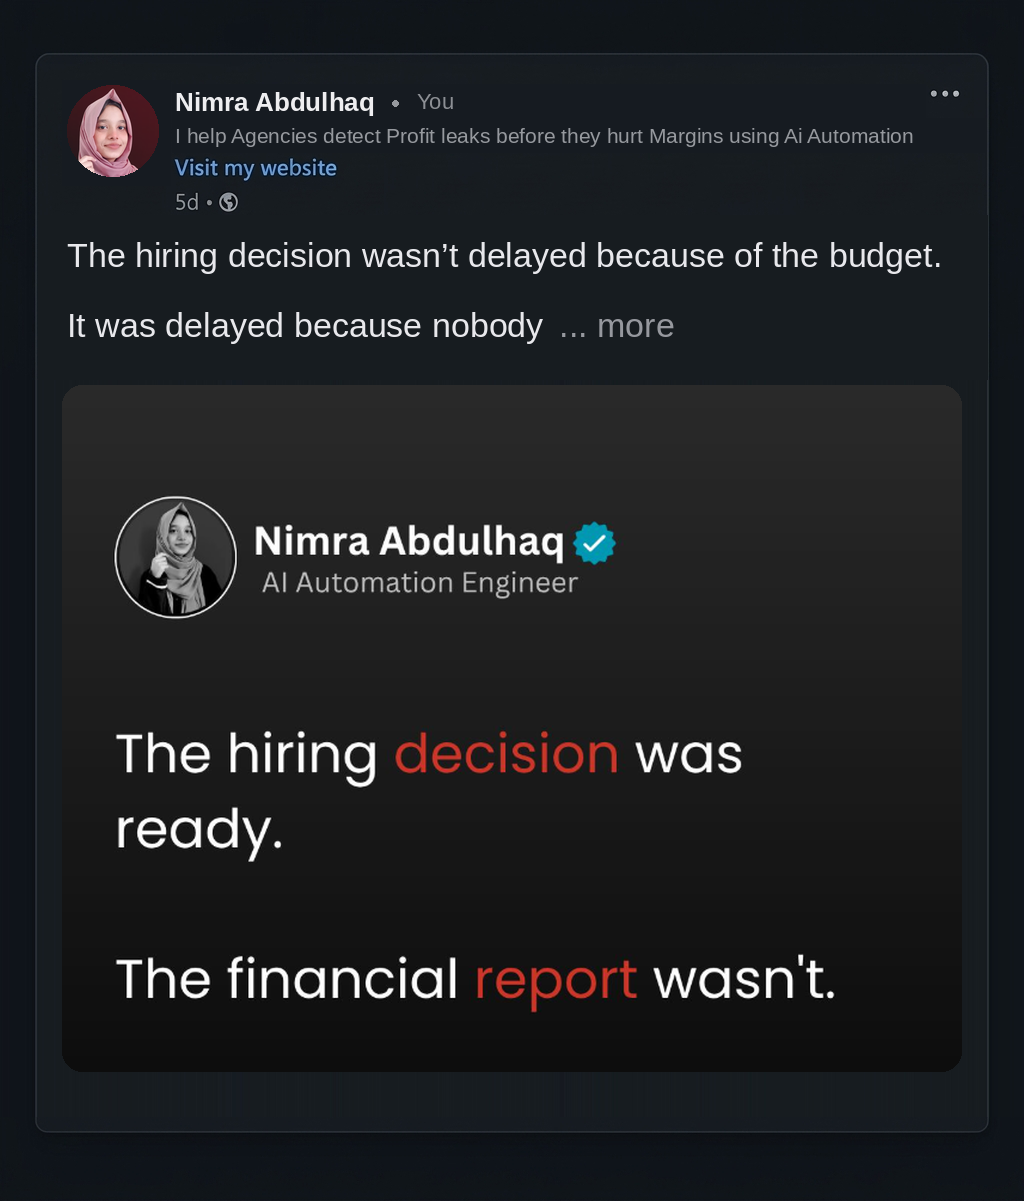 Nimra Abdulhaq • You
I help Agencies detect Profit leaks before they hurt Margins using Ai Automation
Visit my website
5d •
The hiring decision wasn’t delayed because of the budget.
It was delayed because nobody ... more
Nimra Abdulhaq
AI Automation Engineer
The hiring decision was
ready.
The financial report wasn't.